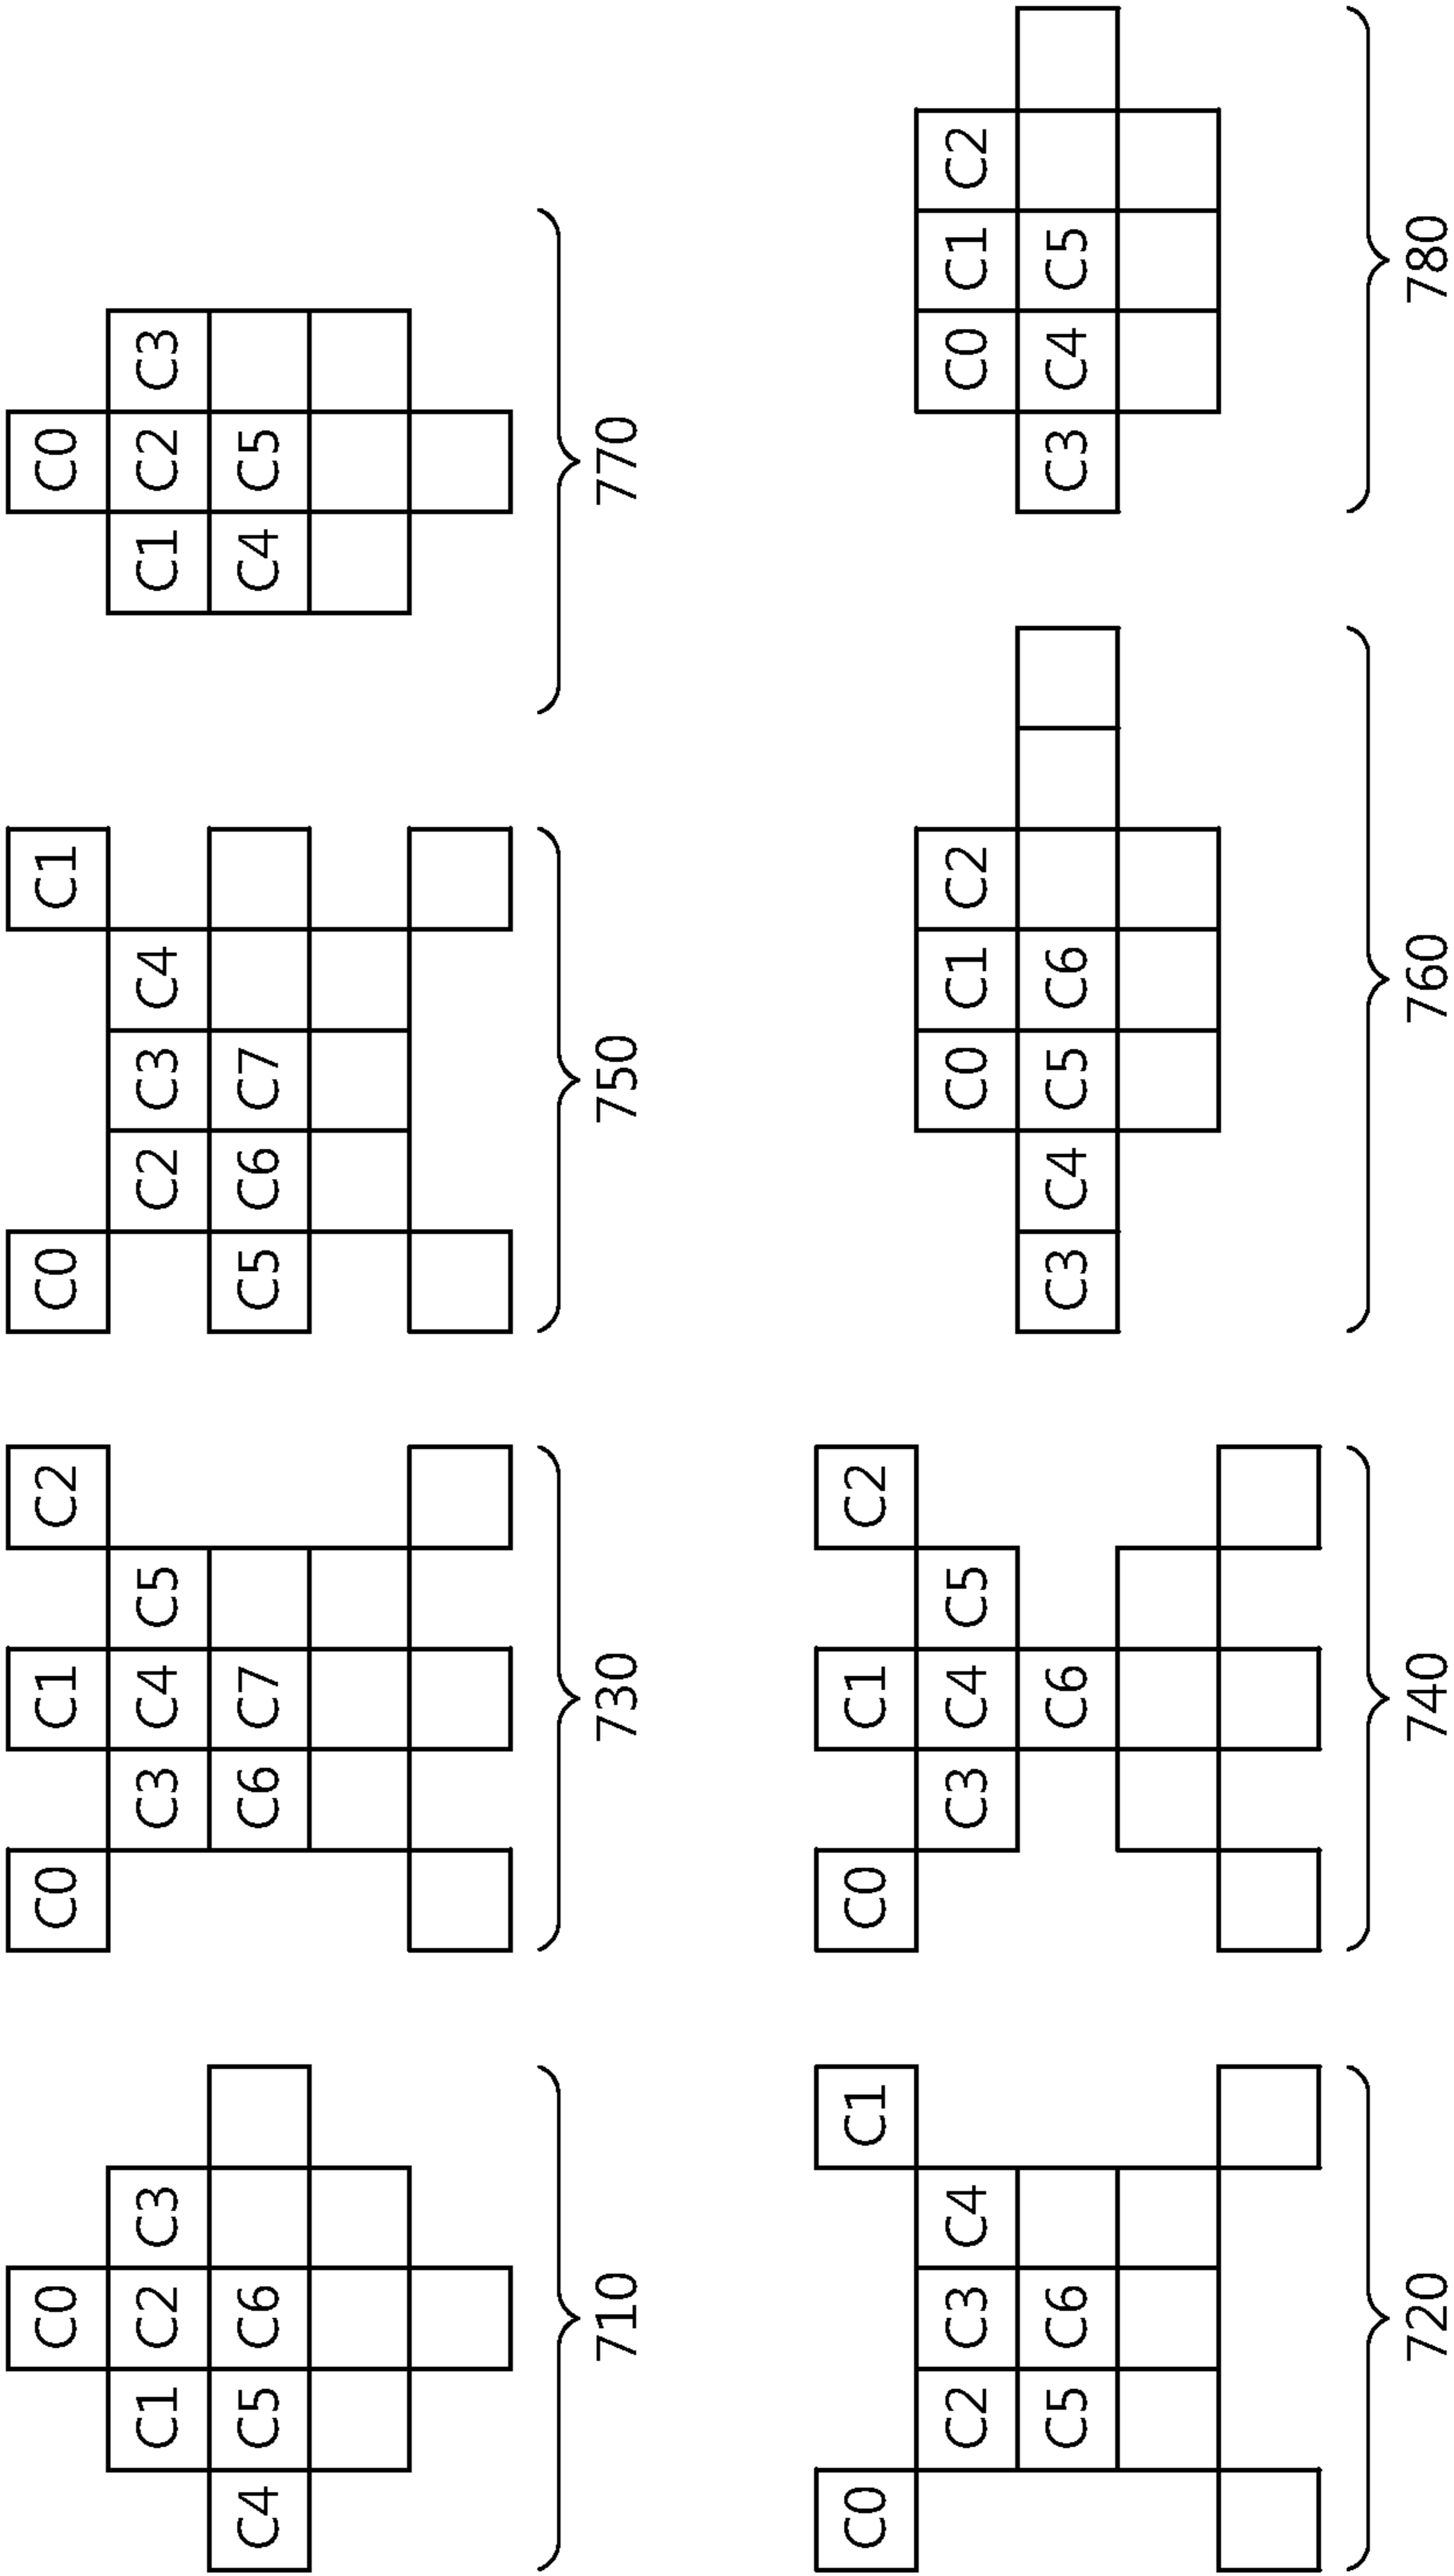 C0
C1 C2 C3
C4 C5 C6
710
C0 C1 C2
C3 C4 C5
C6 C7
730
C0 C1
C2 C3 C4
C5 C6 C7
750
C0
C1 C2 C3
C4 C5
770
C0 C1
C2 C3 C4
C5 C6
720
C0 C1 C2
C3 C4 C5
C6
740
C0 C1 C2
C3 C4 C5 C6
760
C0 C1 C2
C3 C4 C5
780